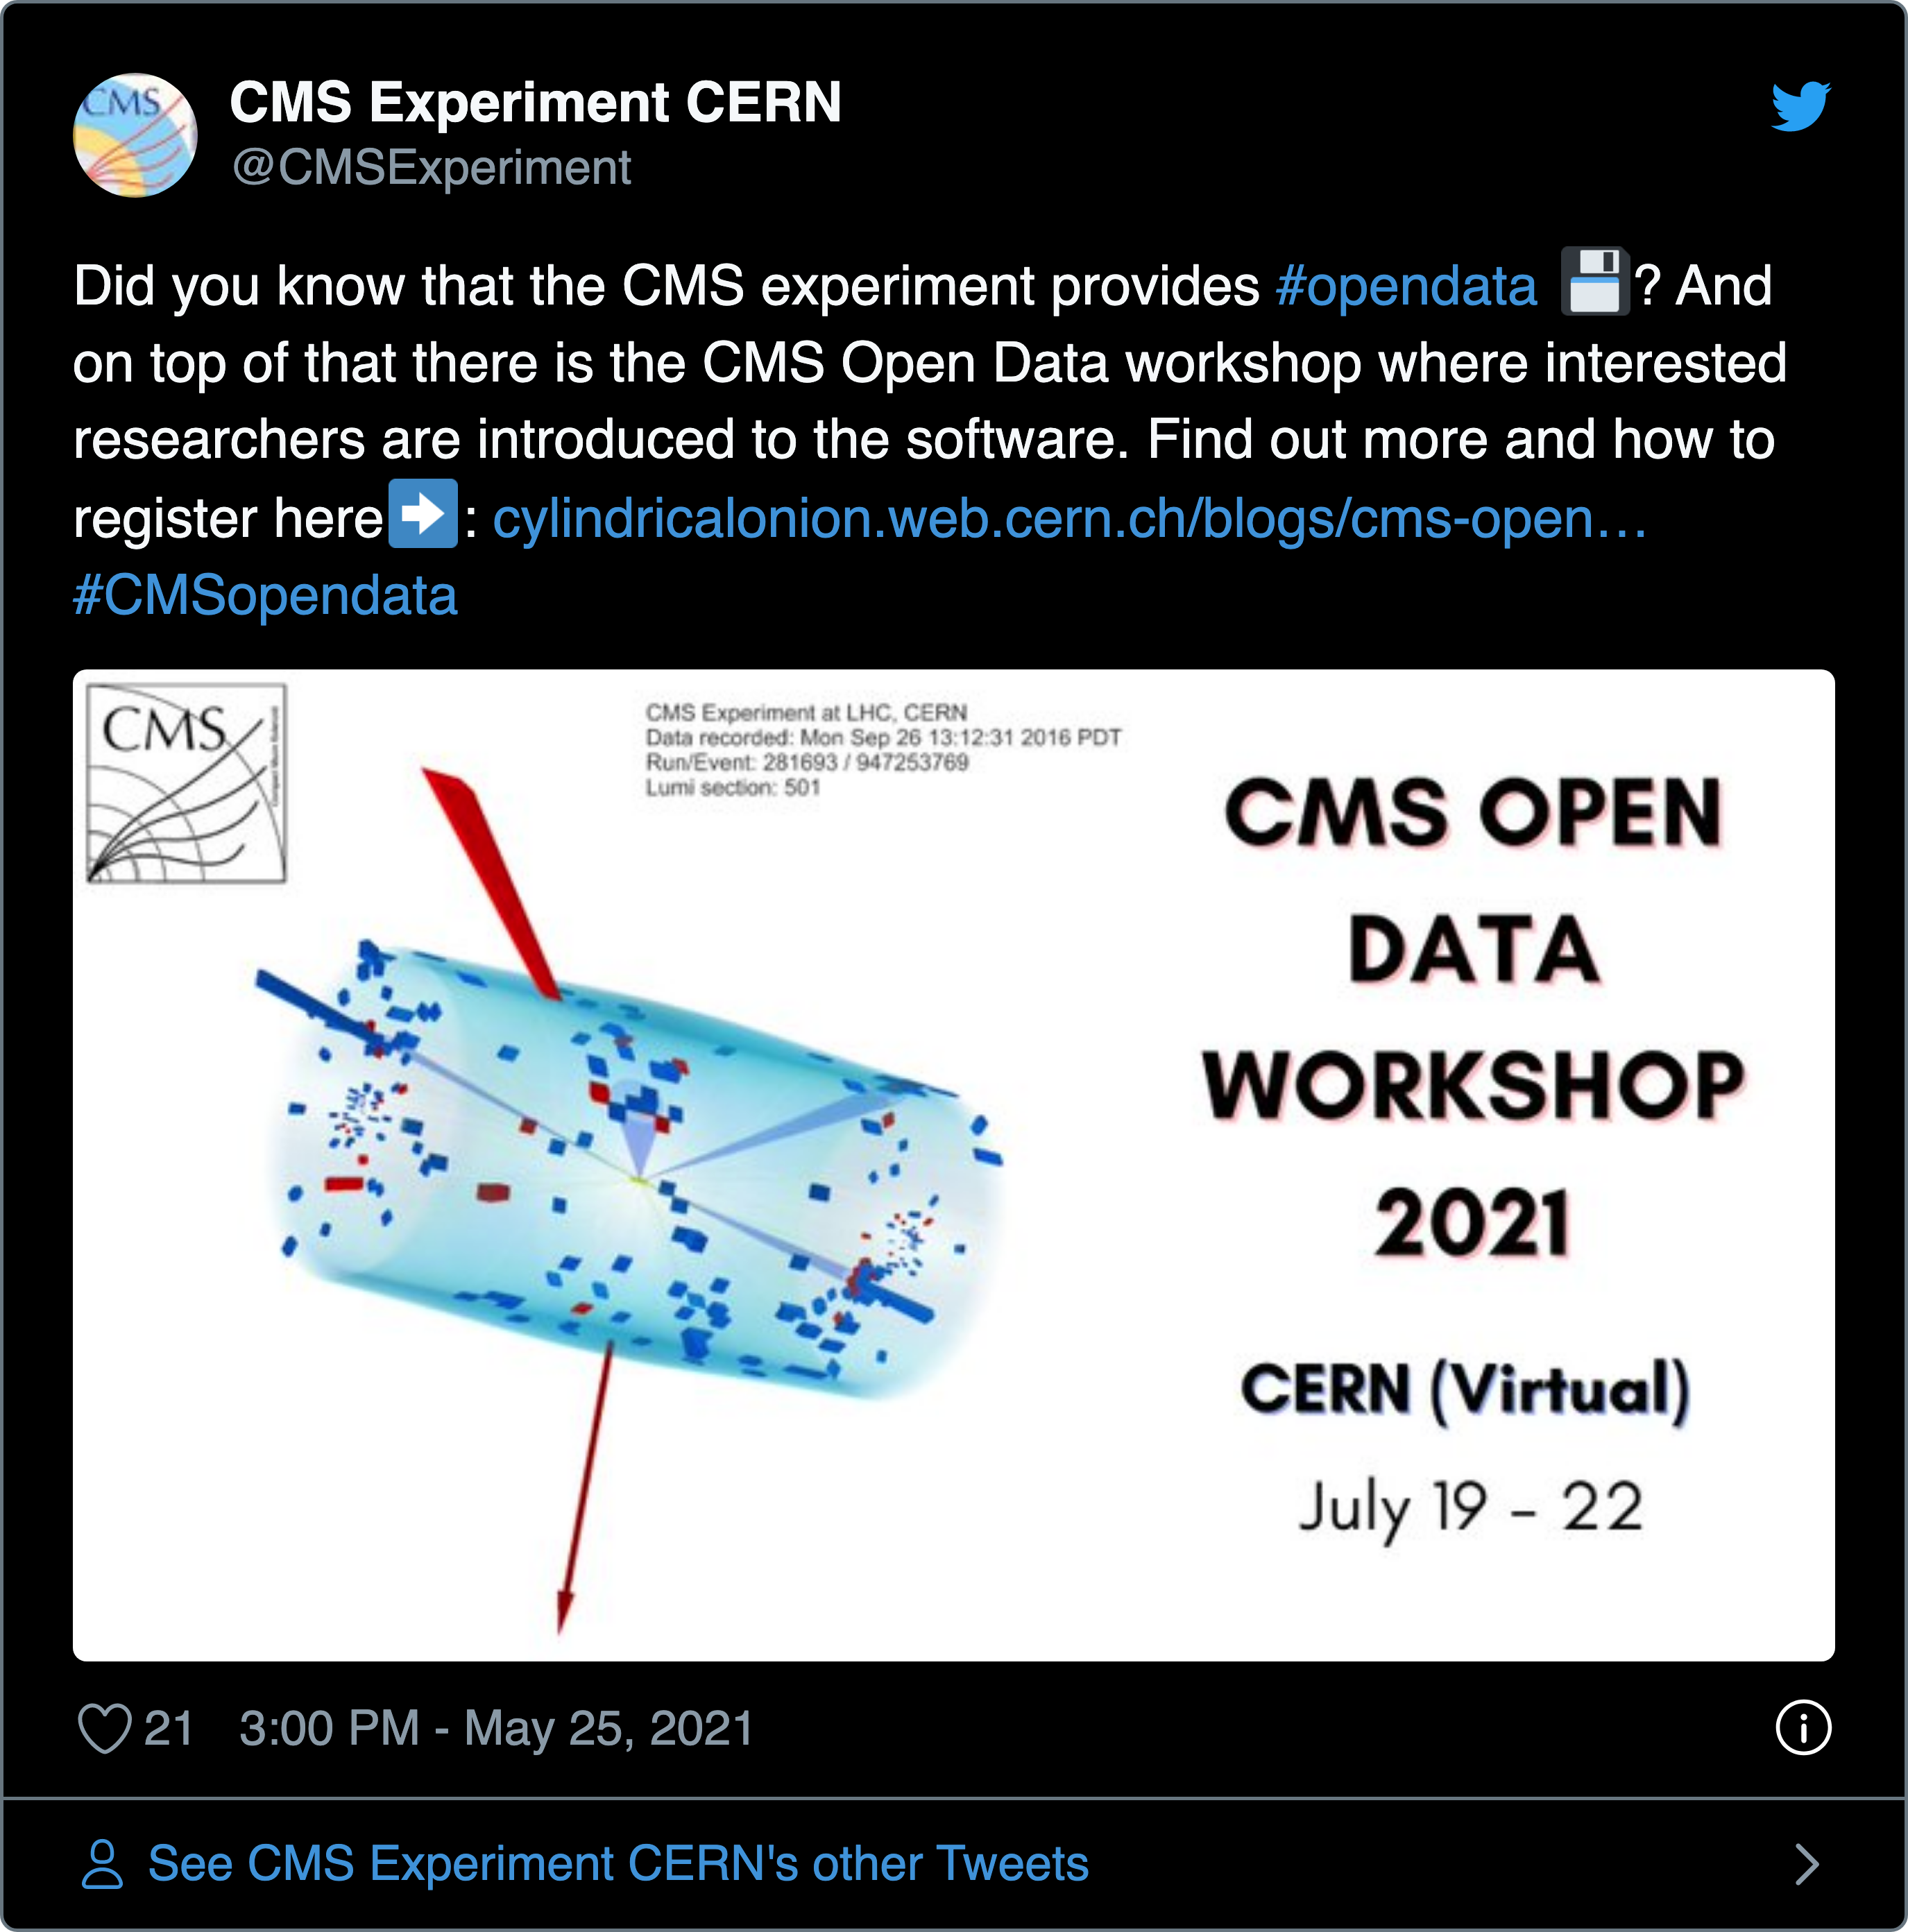 CMS
CMS Experiment CERN
@CMSExperiment
Did you know that the CMS experiment provides #opendata 💾? And
on top of that there is the CMS Open Data workshop where interested
researchers are introduced to the software. Find out more and how to
register here➡️: cylindricalonion.web.cern.ch/blogs/cms-open…
#CMSopendata
CMS
CMS Experiment at LHC, CERN
Data recorded: Mon Sep 26 13:12:31 2016 PDT
Run/Event: 281693 / 947253769
Lumi section: 501
CMS OPEN
DATA
WORKSHOP
2021
CERN (Virtual)
July 19 – 22
21 3:00 PM - May 25, 2021
See CMS Experiment CERN's other Tweets